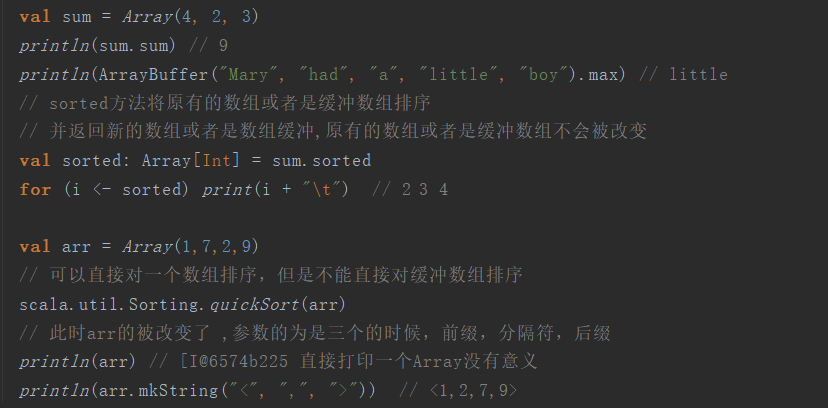 val sum = Array(4, 2, 3)
println(sum.sum) // 9
println(ArrayBuffer("Mary", "had", "a", "little", "boy").max) // little
// sorted方法将原有的数组或者是缓冲数组排序
// 并返回新的数组或者是数组缓冲,原有的数组或者是缓冲数组不会被改变
val sorted: Array[Int] = sum.sorted
for (i <- sorted) print(i + "\t")  // 2 3 4
val arr = Array(1,7,2,9)
// 可以直接对一个数组排序，但是不能直接对缓冲数组排序
scala.util.Sorting.quickSort(arr)
// 此时arr的被改变了 ,参数的为是三个的时候，前缀，分隔符，后缀
println(arr) // [I@6574b225 直接打印一个Array没有意义
println(arr.mkString("<", ",", ">"))  // <1,2,7,9>